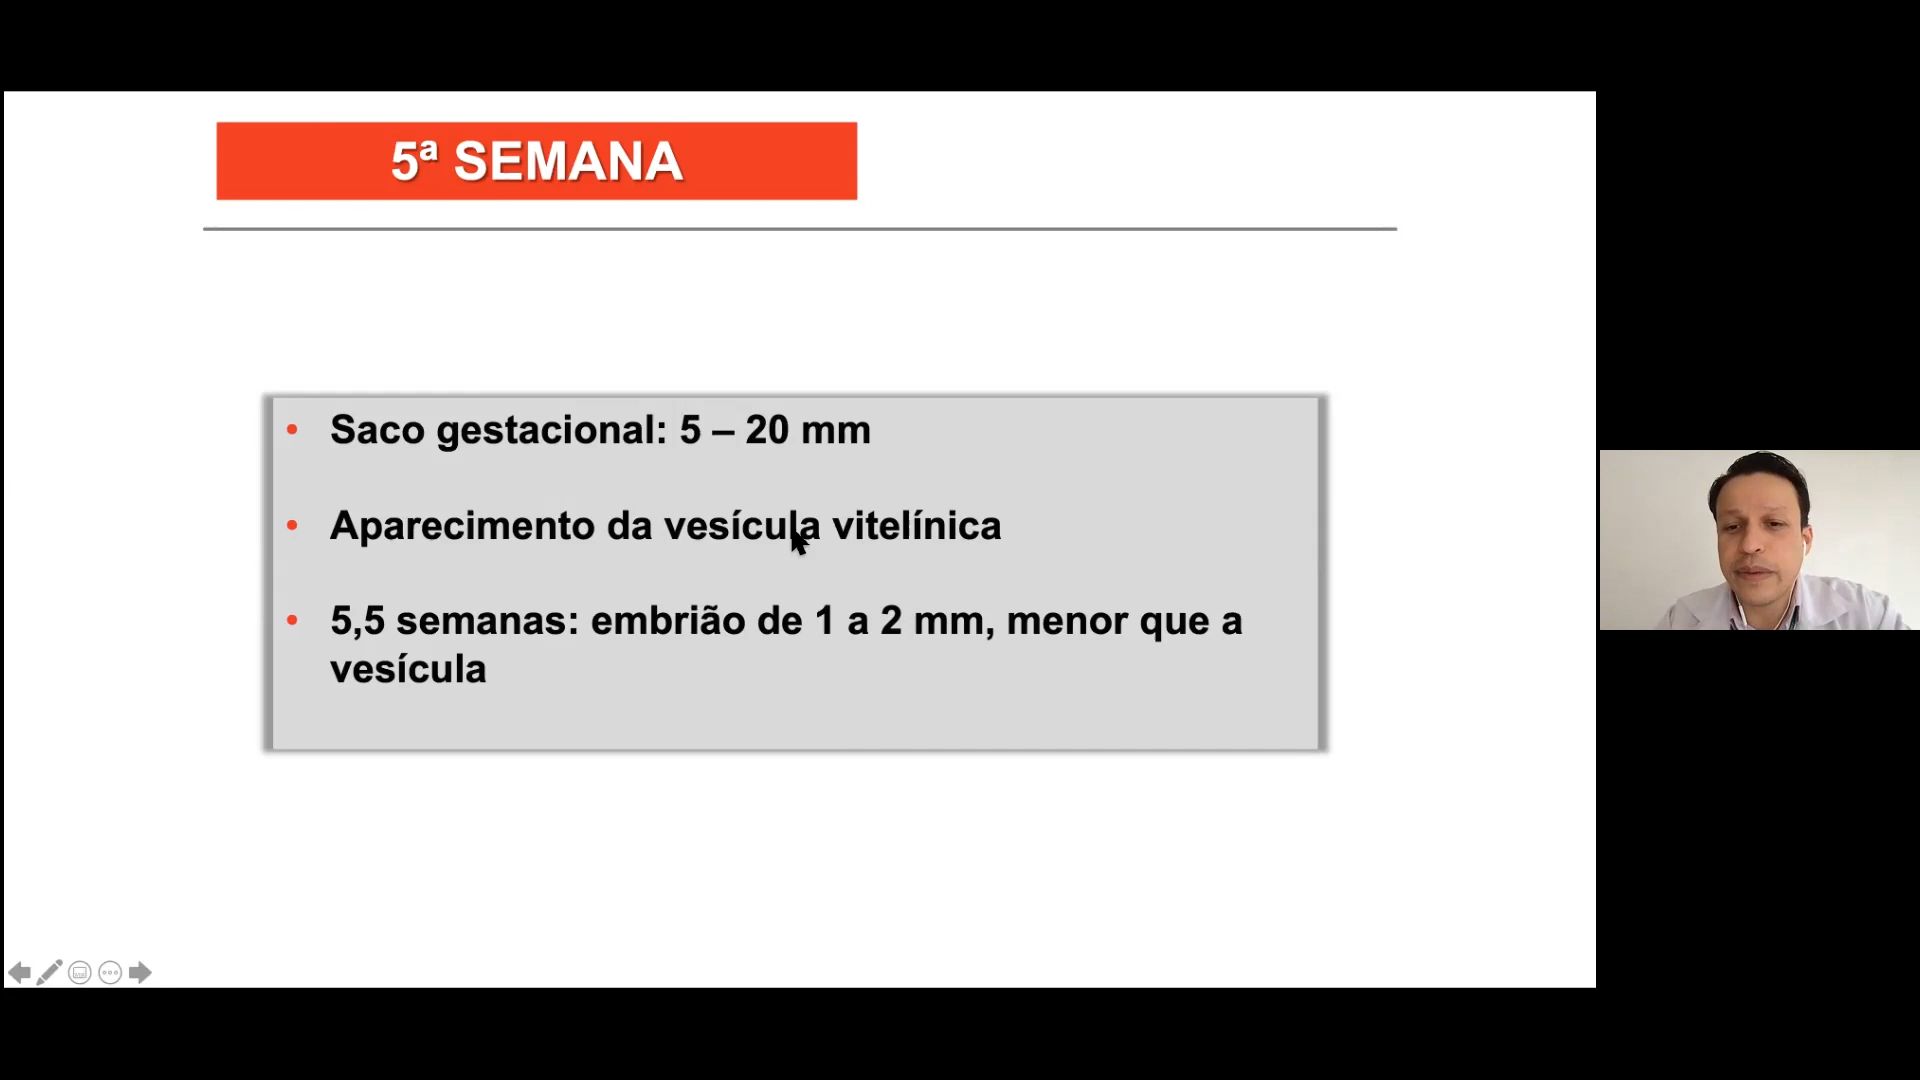 5ª SEMANA
• Saco gestacional: 5 – 20 mm
• Aparecimento da vesícula vitelínica
• 5,5 semanas: embrião de 1 a 2 mm, menor que a
vesícula